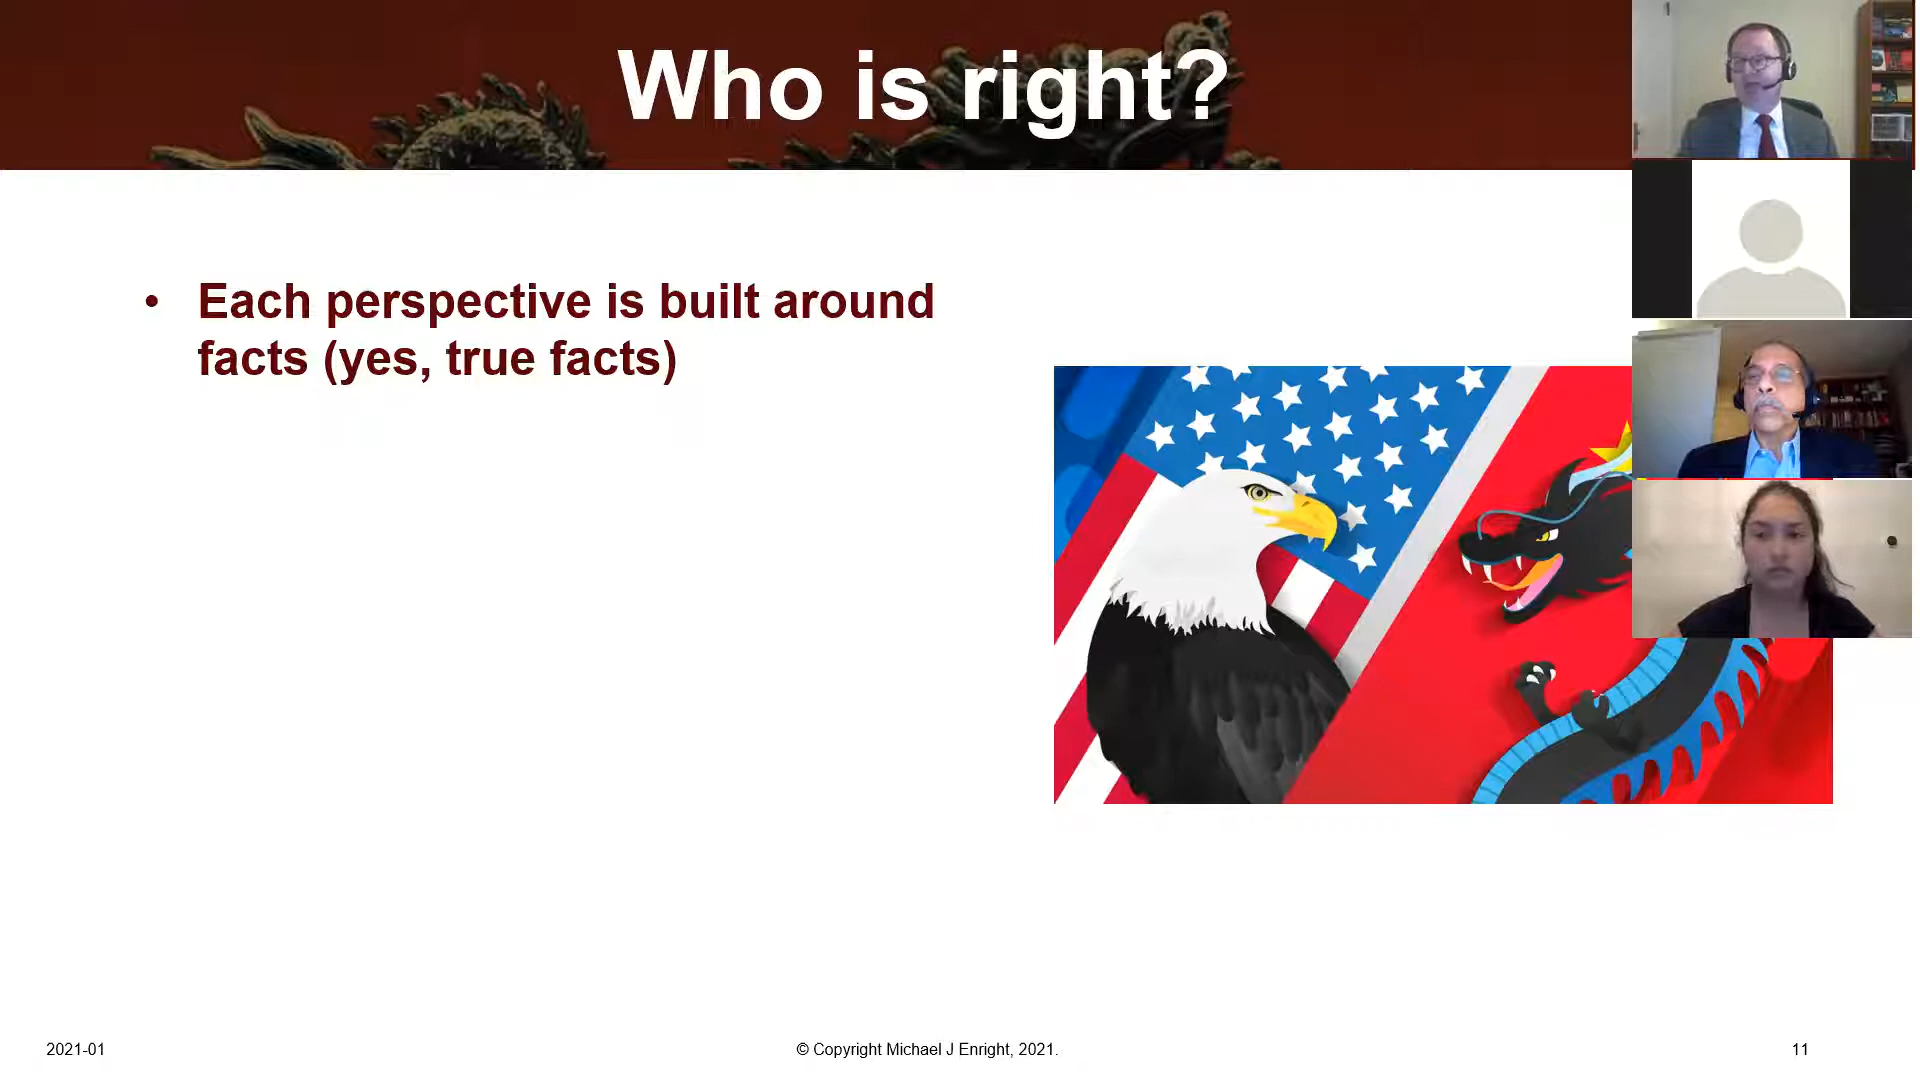 Who is right?
• Each perspective is built around
facts (yes, true facts)
2021-01
© Copyright Michael J Enright, 2021.
11